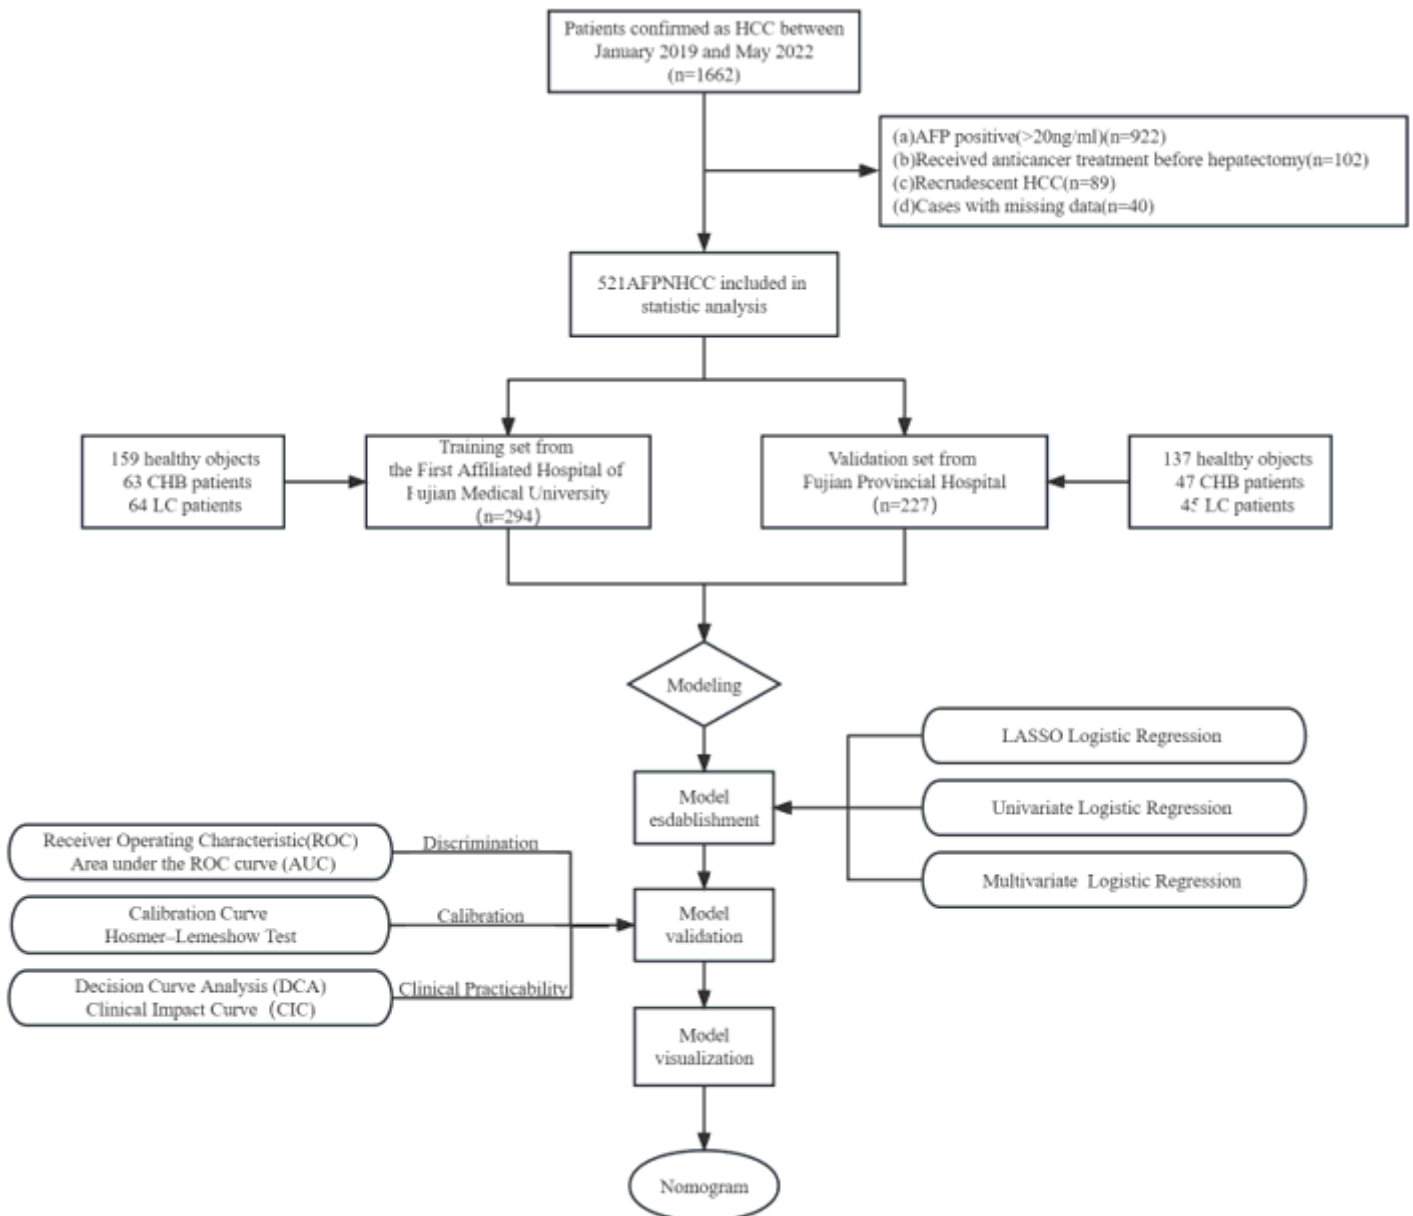 Patients confirmed as HCC between
January 2019 and May 2022
(n=1662)
(a)AFP positive(>20ng/ml)(n=922)
(b)Received anticancer treatment before hepatectomy(n=102)
(c)Recrudescent HCC(n=89)
(d)Cases with missing data(n=40)
521AFPNHCC included in
statistic analysis
159 healthy objects
63 CHB patients
64 LC patients
Training set from
the First Affiliated Hospital of
Fujian Medical University
(n=294)
Validation set from
Fujian Provincial Hospital
(n=227)
137 healthy objects
47 CHB patients
45 LC patients
Modeling
LASSO Logistic Regression
Model
esdablishment
Univariate Logistic Regression
Multivariate Logistic Regression
Receiver Operating Characteristic(ROC)
Area under the ROC curve (AUC)
Discrimination
Calibration Curve
Hosmer–Lemeshow Test
Calibration
Model
validation
Decision Curve Analysis (DCA)
Clinical Impact Curve (CIC)
Clinical Practicability
Model
visualization
Nomogram